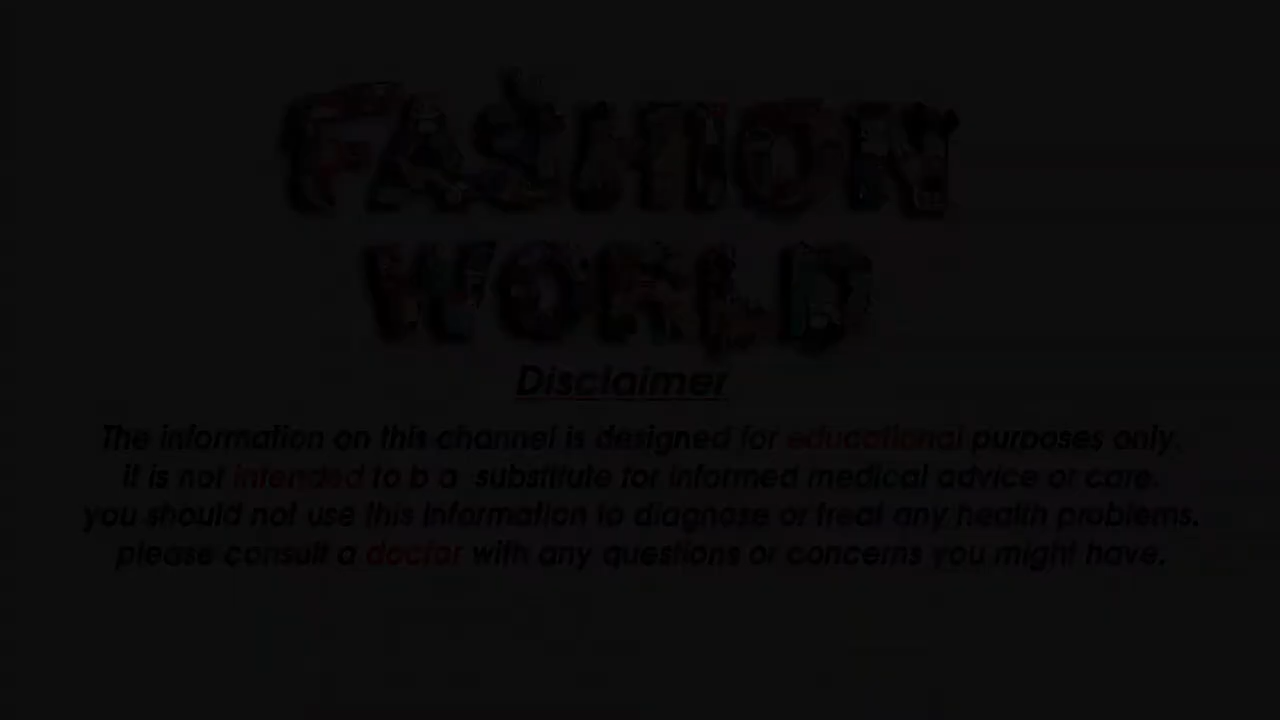 FASHION
WORLD
Disclaimer
The information on this channel is designed for educational purposes only,
it is not intended to b a substitute for informed medical advice or care.
you should not use this information to diagnose or treat any health problems.
please consult a doctor with any questions or concerns you might have.